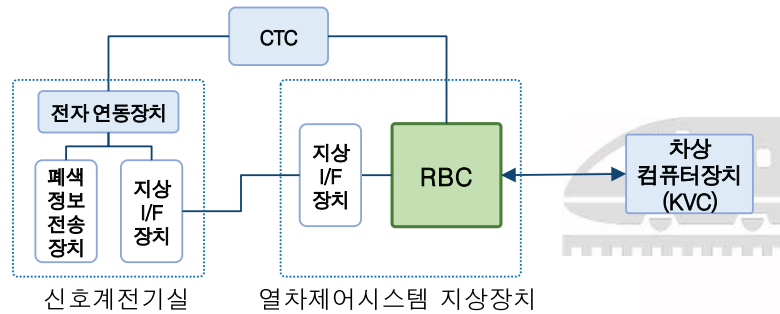 CTC
전자 연동장치
폐색
정보
전송
장치
지상
I/F
장치
지상
I/F
장치
RBC
차상
컴퓨터장치
(KVC)
신호계전기실
열차제어시스템 지상장치